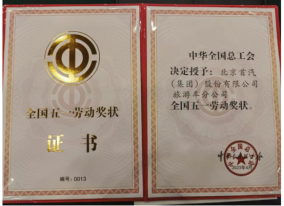 全国五一劳动奖状
证书
编号：0013
中华全国总工会
决定授予：北京首汽
（集团）股份有限公司
旅游车分公司
全国五一劳动奖状。